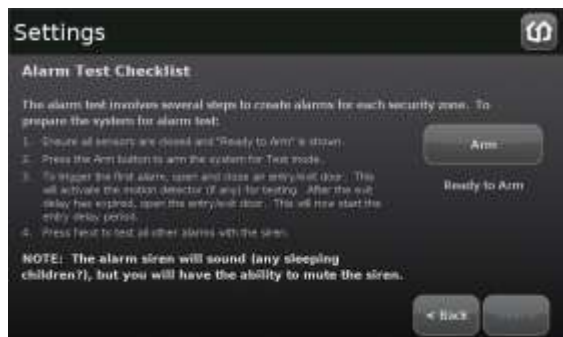 Settings
Alarm Test Checklist
The alarm test involves several steps to create alarms for each security zone. To
prepare the system for alarm test:
1. Ensure all sensors are closed and "Ready to Arm" is shown.
2. Press the Arm button to arm the system for Test mode.
3. To trigger the first alarm, open and close an entry/exit door. This
will activate the motion detector (if any) for testing. After the exit
delay has expired, open the entry/exit door. This will now start the
entry delay period.
4. Press Next to test all other alarms with the siren.
Arm
Ready to Arm
NOTE: The alarm siren will sound (any sleeping
children?), but you will have the ability to mute the siren.
< Back